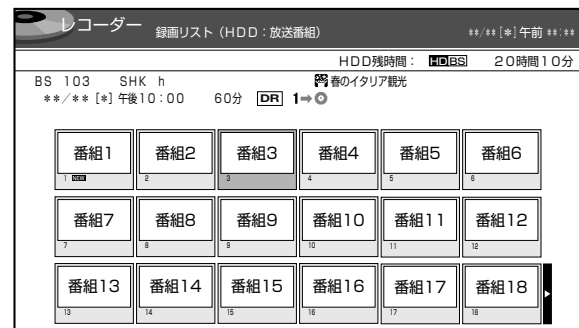 レコーダー 録画リスト（HDD：放送番組） **/** [*] 午前 **:**
HDD残時間： HD BS 20時間10分
BS 103 SHK h 春のイタリア観光
**/** [*] 午後10：00 60分 DR 1➡
番組1 番組2 番組3 番組4 番組5 番組6
1 NEW 2 3 4 5 6
番組7 番組8 番組9 番組10 番組11 番組12
7 8 9 10 11 12
番組13 番組14 番組15 番組16 番組17 番組18
13 14 15 16 17 18